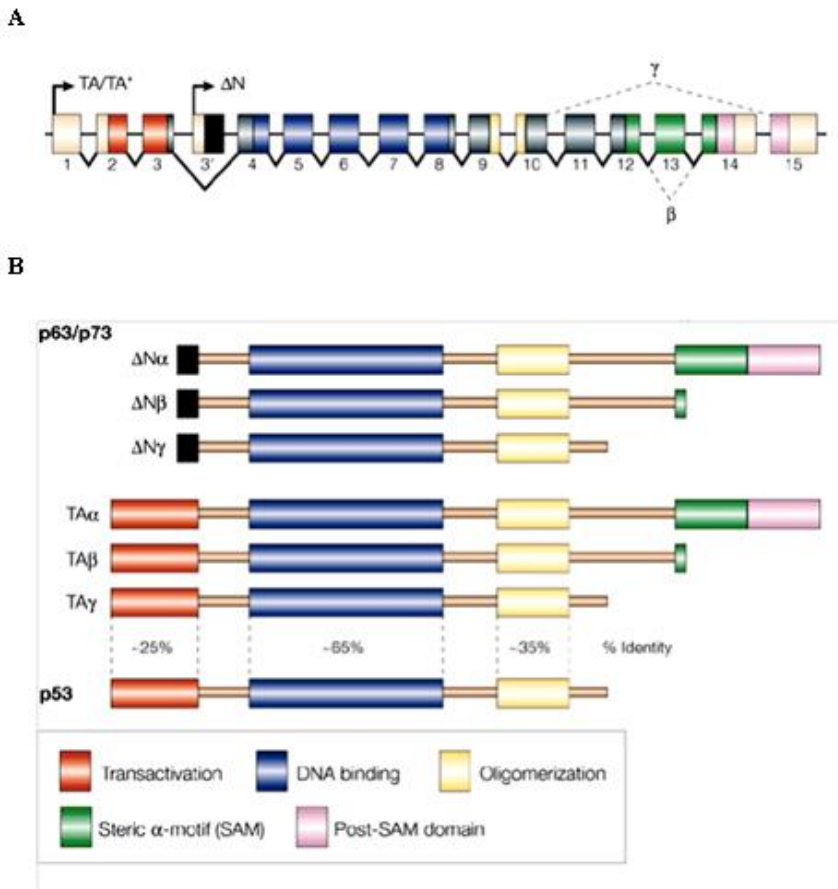 A
TA/TA* ΔN γ
1 2 3 3' 4 5 6 7 8 9 10 11 12 13 14 15
β
B
p63/p73
ΔNα
ΔNβ
ΔNγ
TAα
TAβ
TAγ
~25% ~65% ~35% % Identity
p53
Transactivation DNA binding Oligomerization
Steric α-motif (SAM) Post-SAM domain